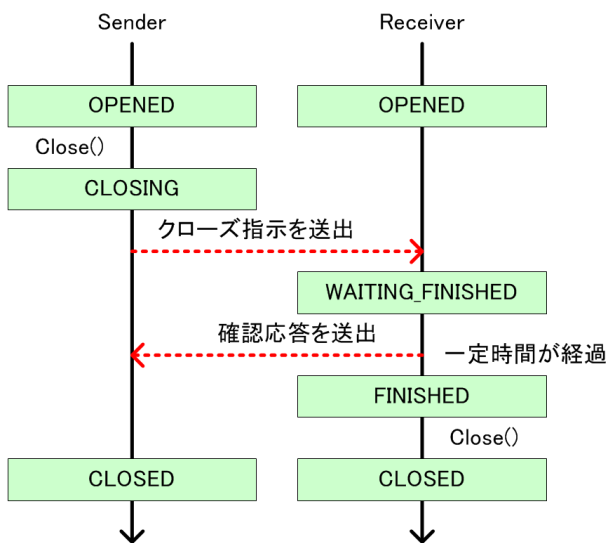 Sender
Receiver
OPENED
OPENED
Close()
CLOSING
クローズ指示を送出
WAITING_FINISHED
確認応答を送出
一定時間が経過
FINISHED
Close()
CLOSED
CLOSED